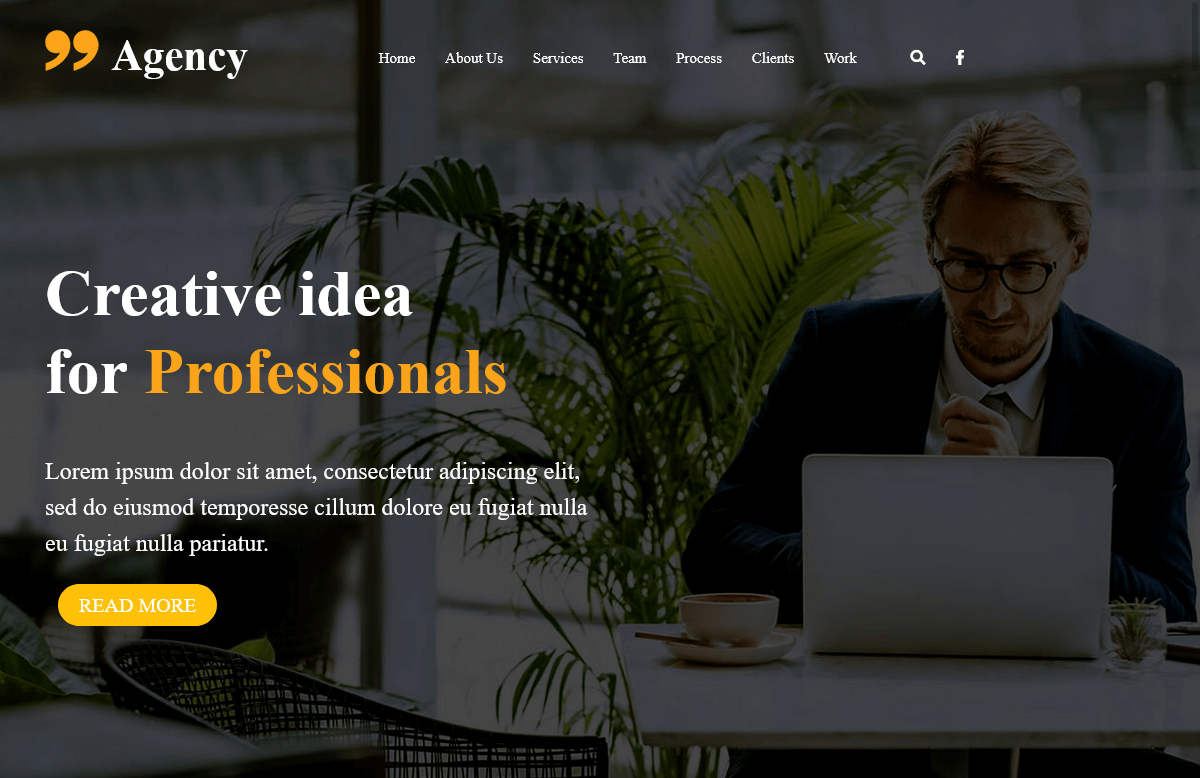 Agency
Home About Us Services Team Process Clients Work
Creative idea
for Professionals
Lorem ipsum dolor sit amet, consectetur adipiscing elit,
sed do eiusmod temporesse cillum dolore eu fugiat nulla
eu fugiat nulla pariatur.
READ MORE